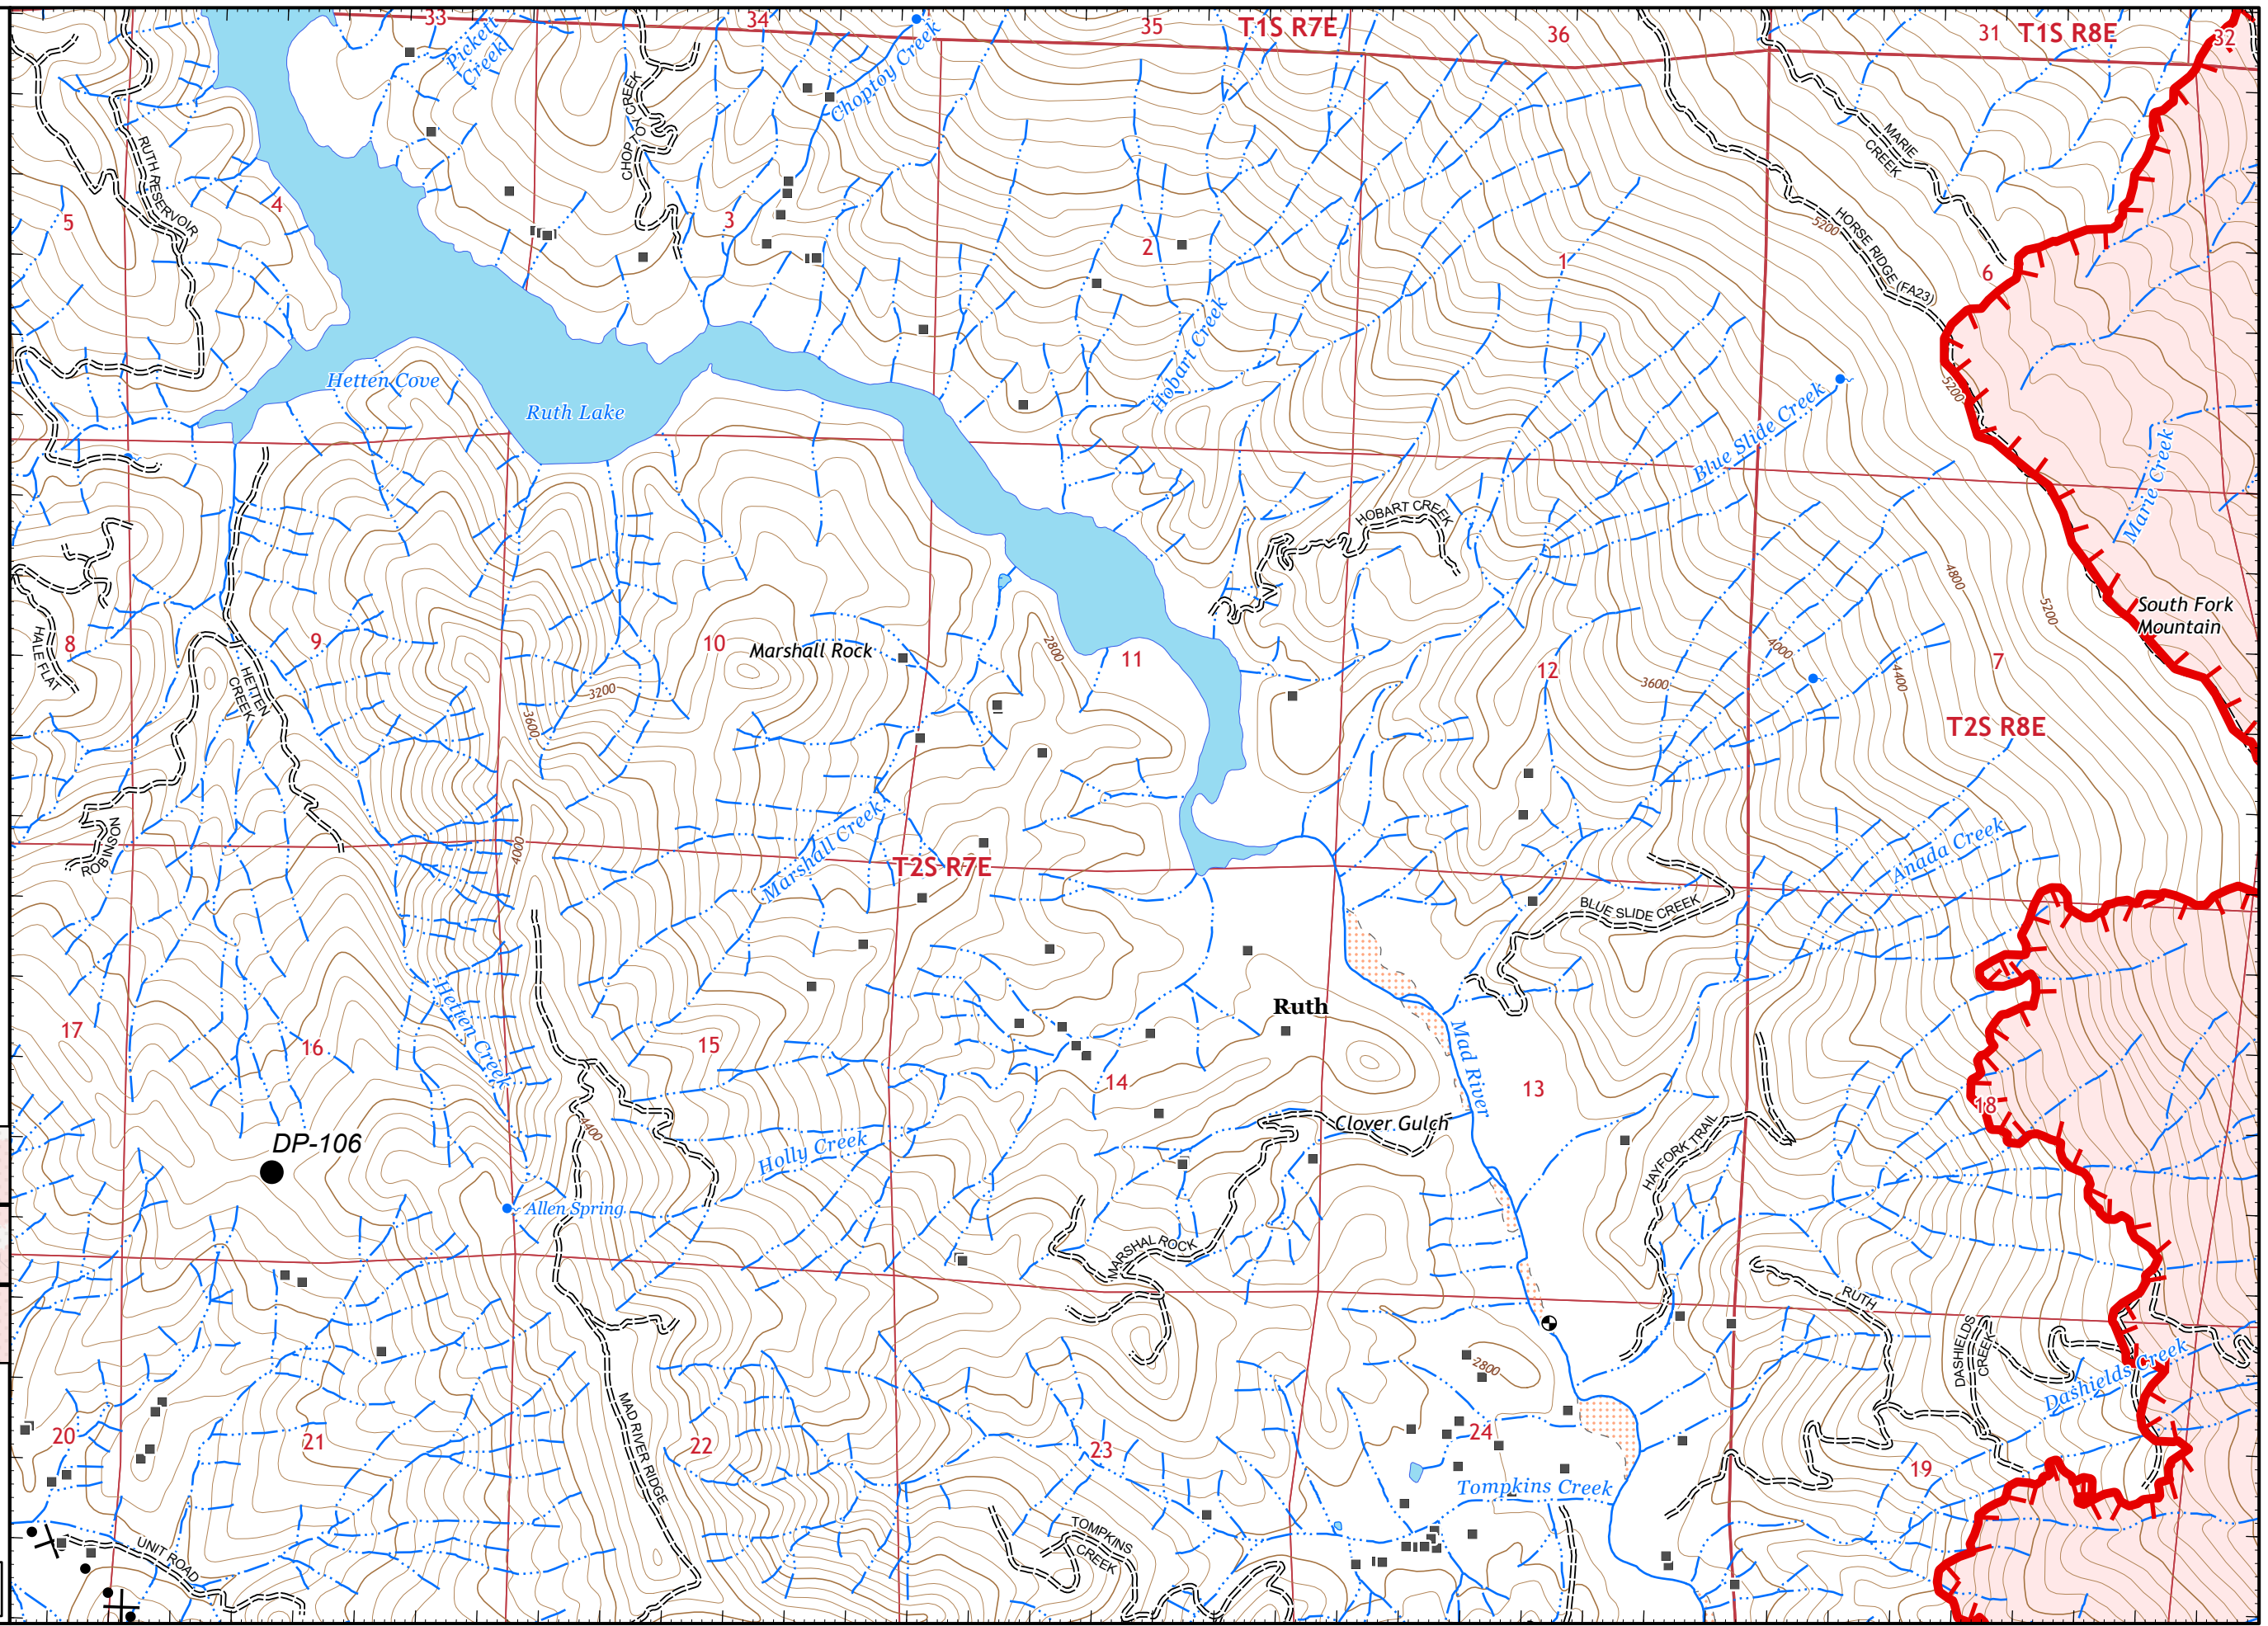 33
34
35
T1S R7E
36
31
T1S R8E
32
Pickett
Creek
Choptoy Creek
CHOP TOY CREEK
RUTH RESERVOIR
MARIE
CREEK
5
4
3
2
1
5200
HORSE RIDGE (FA23)
6
Hetten Cove
Ruth Lake
Hobart Creek
5200
Blue Slide Creek
Marie Creek
HOBART CREEK
4800
5200
South Fork
Mountain
HALE FLAT
8
9
10
Marshall Rock
2800
11
12
3600
4000
4400
7
HETTEN
CREEK
3200
3600
T2S R8E
ROBINSON
4000
Marshall Creek
T2S R7E
Anada Creek
BLUE SLIDE CREEK
Hetten Creek
Ruth
Mad River
17
16
15
14
13
18
4400
DP-106
Holly Creek
Clover Gulch
HAYFORK TRAIL
Allen Spring
MARSHAL ROCK
RUTH
DASHIELDS
CREEK
Dashields Creek
2800
MAD RIVER RIDGE
20
21
22
23
24
19
Tompkins Creek
UNIT ROAD
TOMPKINS
CREEK